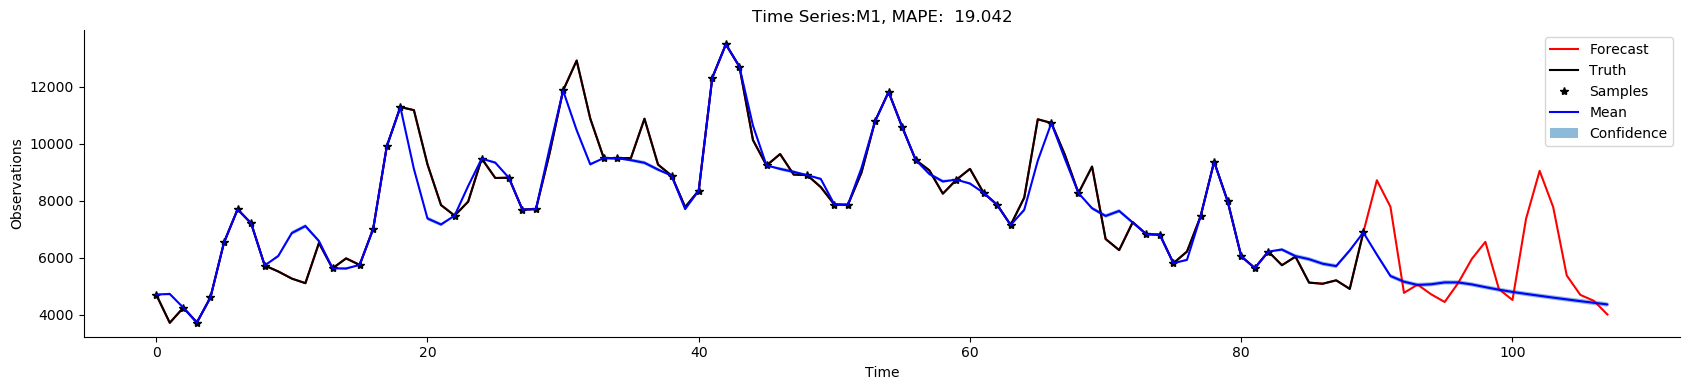 Time Series:M1, MAPE:  19.042
Observations
12000
10000
8000
6000
4000
0
20
40
60
80
100
Time
Forecast
Truth
Samples
Mean
Confidence